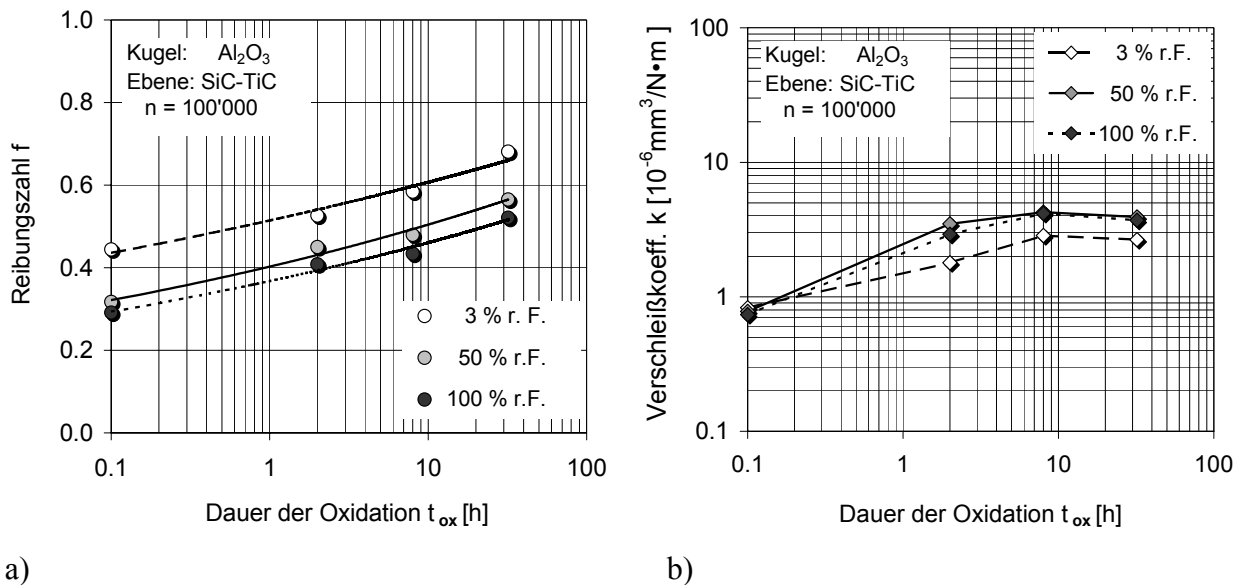 1.0
0.8
0.6
0.4
0.2
0.0
Reibungszahl f
Kugel: Al₂O₃
Ebene: SiC-TiC
n = 100'000
3 % r. F.
50 % r.F.
100 % r.F.
0.1 1 10 100
Dauer der Oxidation t ox [h]
a)
100
10
1
0.1
Verschleißkoeff. k [10⁻⁶mm³/N•m]
Kugel: Al₂O₃
Ebene: SiC-TiC
n = 100'000
3 % r.F.
50 % r.F.
100 % r.F.
0.1 1 10 100
Dauer der Oxidation t ox [h]
b)